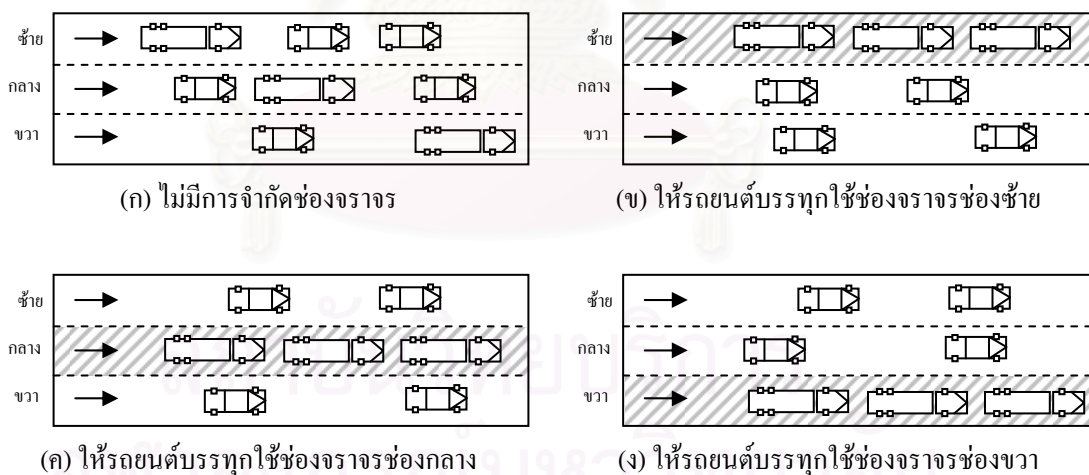 ซ้าย
กลาง
ขวา
(ก) ไม่มีการจำกัดช่องจราจร
ซ้าย
กลาง
ขวา
(ข) ให้รถยนต์บรรทุกใช้ช่องจราจรช่องซ้าย
ซ้าย
กลาง
ขวา
(ค) ให้รถยนต์บรรทุกใช้ช่องจราจรช่องกลาง
ซ้าย
กลาง
ขวา
(ง) ให้รถยนต์บรรทุกใช้ช่องจราจรช่องขวา